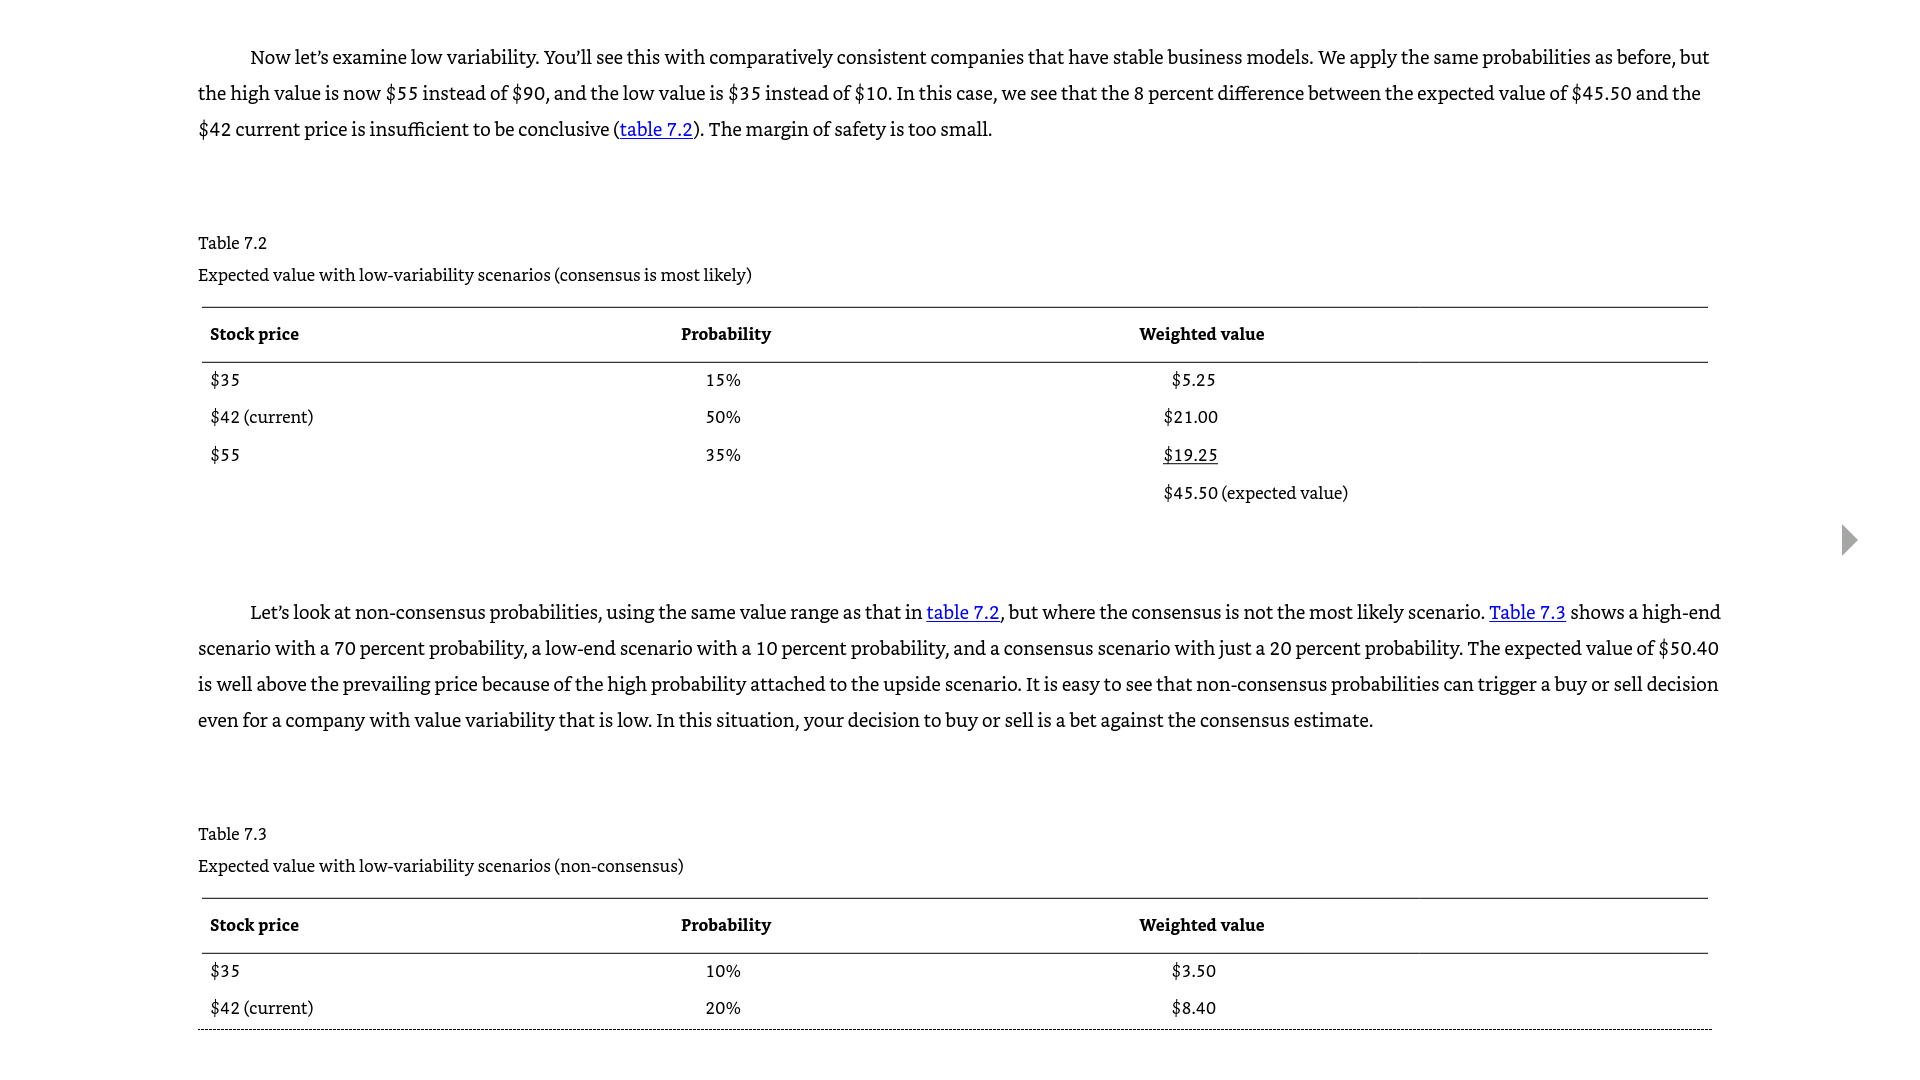 Now let’s examine low variability. You’ll see this with comparatively consistent companies that have stable business models. We apply the same probabilities as before, but
the high value is now $55 instead of $90, and the low value is $35 instead of $10. In this case, we see that the 8 percent difference between the expected value of $45.50 and the
$42 current price is insufficient to be conclusive (table 7.2). The margin of safety is too small.
Table 7.2
Expected value with low-variability scenarios (consensus is most likely)
Stock price Probability Weighted value
$35 15% $5.25
$42 (current) 50% $21.00
$55 35% $19.25
$45.50 (expected value)
Let’s look at non-consensus probabilities, using the same value range as that in table 7.2, but where the consensus is not the most likely scenario. Table 7.3 shows a high-end
scenario with a 70 percent probability, a low-end scenario with a 10 percent probability, and a consensus scenario with just a 20 percent probability. The expected value of $50.40
is well above the prevailing price because of the high probability attached to the upside scenario. It is easy to see that non-consensus probabilities can trigger a buy or sell decision
even for a company with value variability that is low. In this situation, your decision to buy or sell is a bet against the consensus estimate.
Table 7.3
Expected value with low-variability scenarios (non-consensus)
Stock price Probability Weighted value
$35 10% $3.50
$42 (current) 20% $8.40